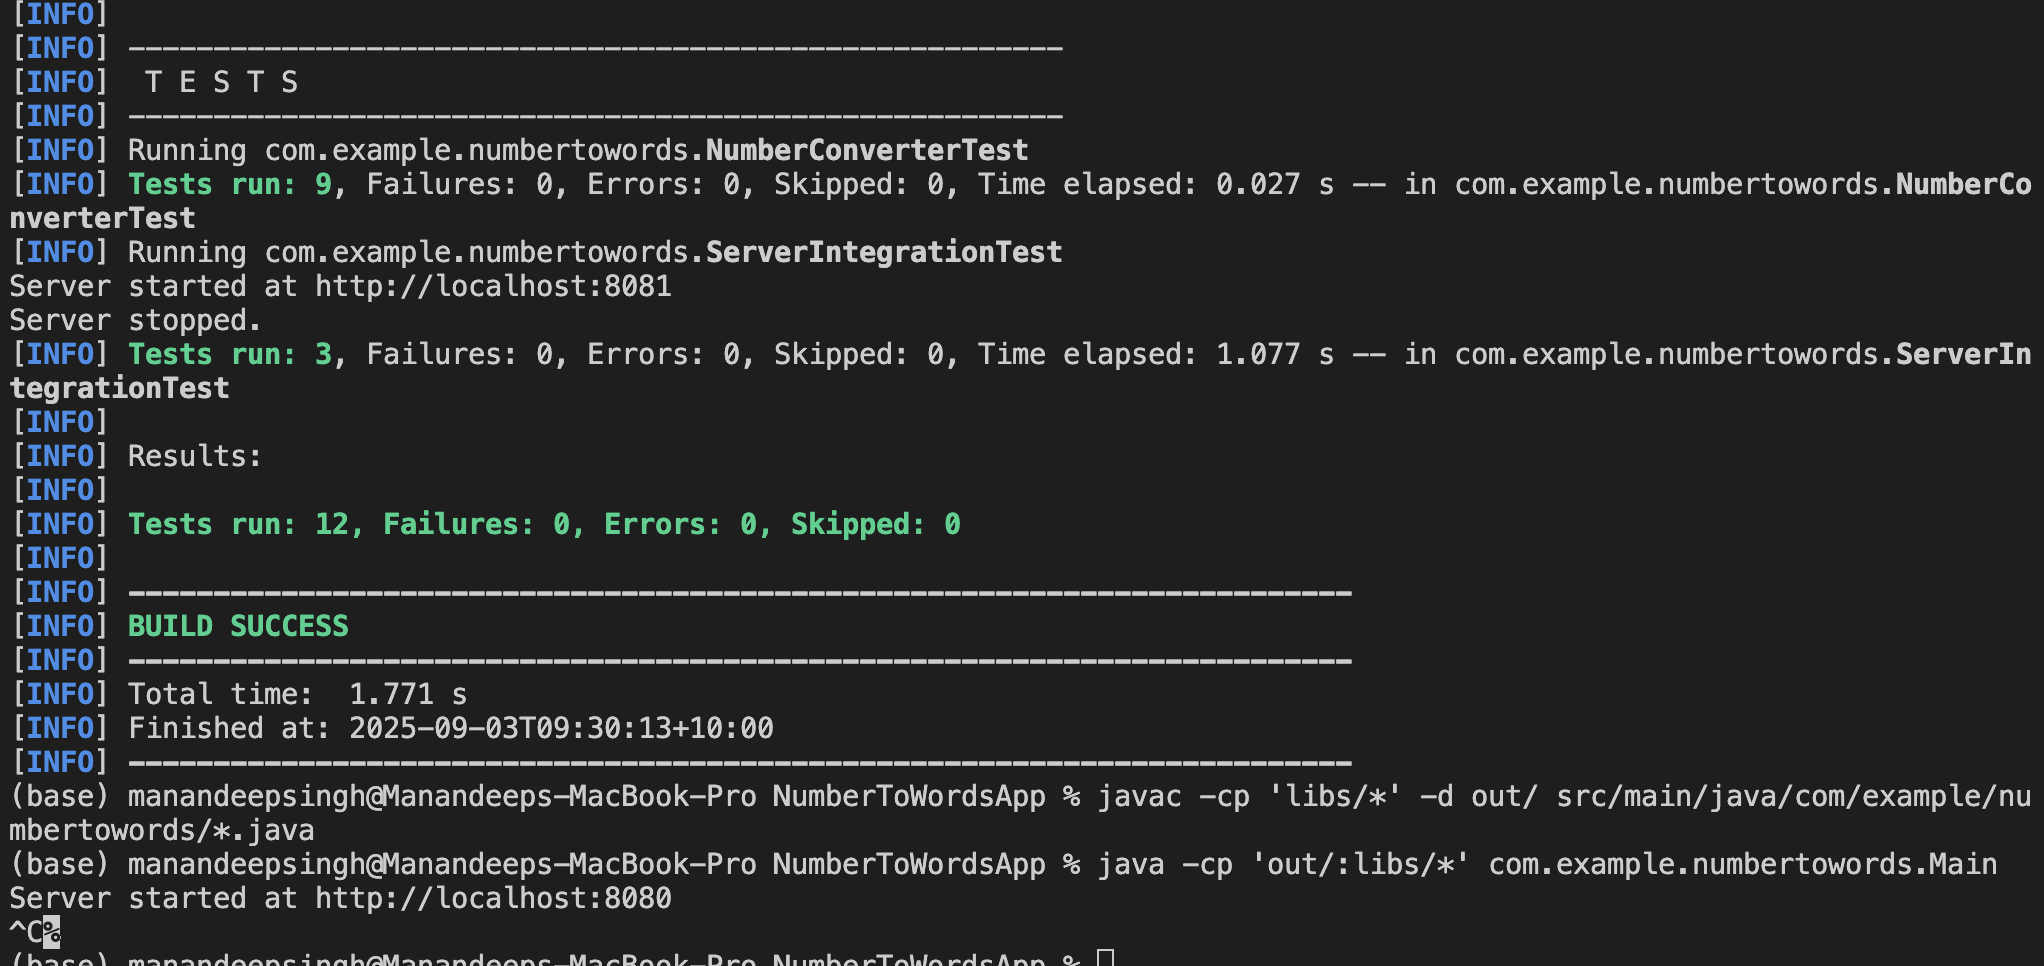 [INFO]
[INFO] -------------------------------------------------------
[INFO]  T E S T S
[INFO] -------------------------------------------------------
[INFO] Running com.example.numbertowords.NumberConverterTest
[INFO] Tests run: 9, Failures: 0, Errors: 0, Skipped: 0, Time elapsed: 0.027 s -- in com.example.numbertowords.NumberCo
nverterTest
[INFO] Running com.example.numbertowords.ServerIntegrationTest
Server started at http://localhost:8081
Server stopped.
[INFO] Tests run: 3, Failures: 0, Errors: 0, Skipped: 0, Time elapsed: 1.077 s -- in com.example.numbertowords.ServerIn
tegrationTest
[INFO]
[INFO] Results:
[INFO]
[INFO] Tests run: 12, Failures: 0, Errors: 0, Skipped: 0
[INFO]
[INFO] ------------------------------------------------------------------------
[INFO] BUILD SUCCESS
[INFO] ------------------------------------------------------------------------
[INFO] Total time:  1.771 s
[INFO] Finished at: 2025-09-03T09:30:13+10:00
[INFO] ------------------------------------------------------------------------
(base) manandeepsingh@Manandeeps-MacBook-Pro NumberToWordsApp % javac -cp 'libs/*' -d out/ src/main/java/com/example/nu
mbertowords/*.java
(base) manandeepsingh@Manandeeps-MacBook-Pro NumberToWordsApp % java -cp 'out/:libs/*' com.example.numbertowords.Main
Server started at http://localhost:8080
^C%
(base) manandeepsingh@Manandeeps-MacBook-Pro NumberToWordsApp %